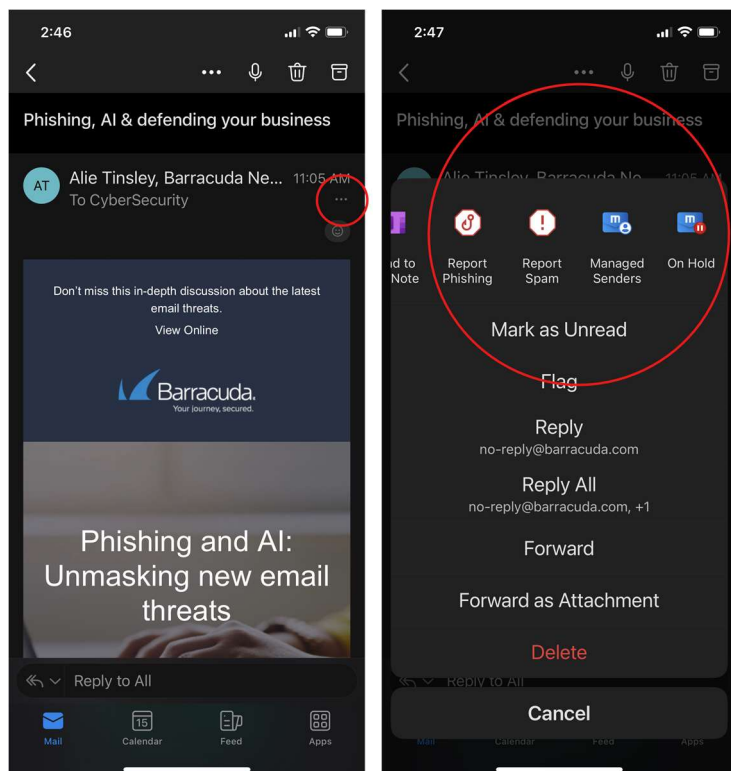 2:46
Phishing, AI & defending your business
AT
Alie Tinsley, Barracuda Ne... 11:05 AM
To CyberSecurity
Don't miss this in-depth discussion about the latest
email threats.
View Online
Barracuda.
Your journey, secured.
Phishing and AI:
Unmasking new email
threats
Reply to All
15
Mail Calendar Feed Apps
2:47
Phishing, AI & defending your business
Alie Tinsley, Barracuda Ne... 11:05 AM
nd to
Note
Report
Phishing
Report
Spam
m
Managed
Senders
m
On Hold
Mark as Unread
Flag
Reply
no-reply@barracuda.com
Reply All
no-reply@barracuda.com, +1
Forward
Forward as Attachment
Delete
Reply to All
Cancel
Mail Calendar Feed Apps